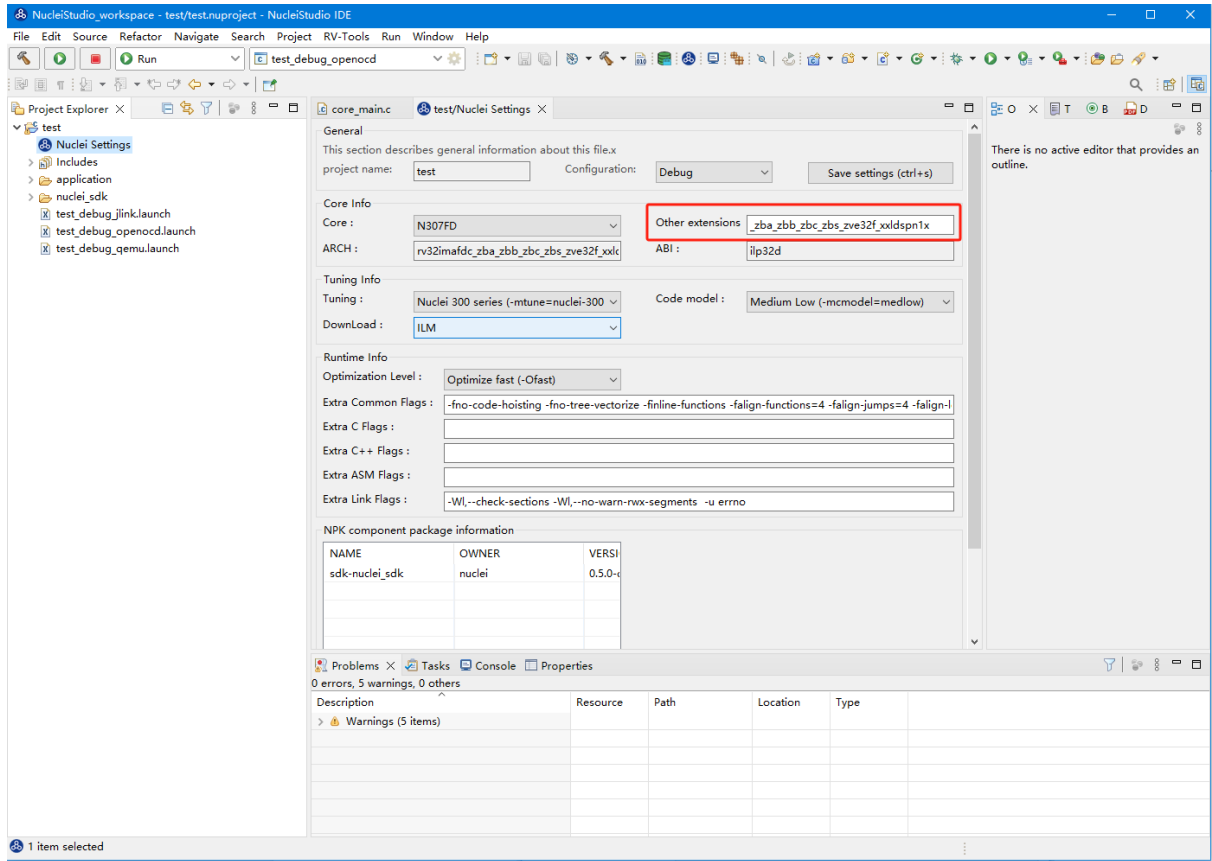 NucleiStudio_workspace - test/test.nuproject - NucleiStudio IDE
File Edit Source Refactor Navigate Search Project RV-Tools Run Window Help
Run test_debug_openocd
Project Explorer
test
Nuclei Settings
Includes
application
nuclei_sdk
test_debug_jlink.launch
test_debug_openocd.launch
test_debug_qemu.launch
core_main.c test/Nuclei Settings
General
This section describes general information about this file.x
project name: test Configuration: Debug Save settings (ctrl+s)
Core Info
Core : N307FD Other extensions _zba_zbb_zbc_zbs_zve32f_xxldspn1x
ARCH : rv32imafdc_zba_zbb_zbc_zbs_zve32f_xxlc ABI : ilp32d
Tuning Info
Tuning : Nuclei 300 series (-mtune=nuclei-300 Code model : Medium Low (-mcmodel=medlow)
DownLoad : ILM
Runtime Info
Optimization Level : Optimize fast (-Ofast)
Extra Common Flags : -fno-code-hoisting -fno-tree-vectorize -finline-functions -falign-functions=4 -falign-jumps=4 -falign-l
Extra C Flags :
Extra C++ Flags :
Extra ASM Flags :
Extra Link Flags : -Wl,--check-sections -Wl,--no-warn-rwx-segments -u errno
NPK component package information
NAME OWNER VERSI
sdk-nuclei_sdk nuclei 0.5.0-
O T B D
There is no active editor that provides an
outline.
Problems Tasks Console Properties
0 errors, 5 warnings, 0 others
Description Resource Path Location Type
Warnings (5 items)
1 item selected